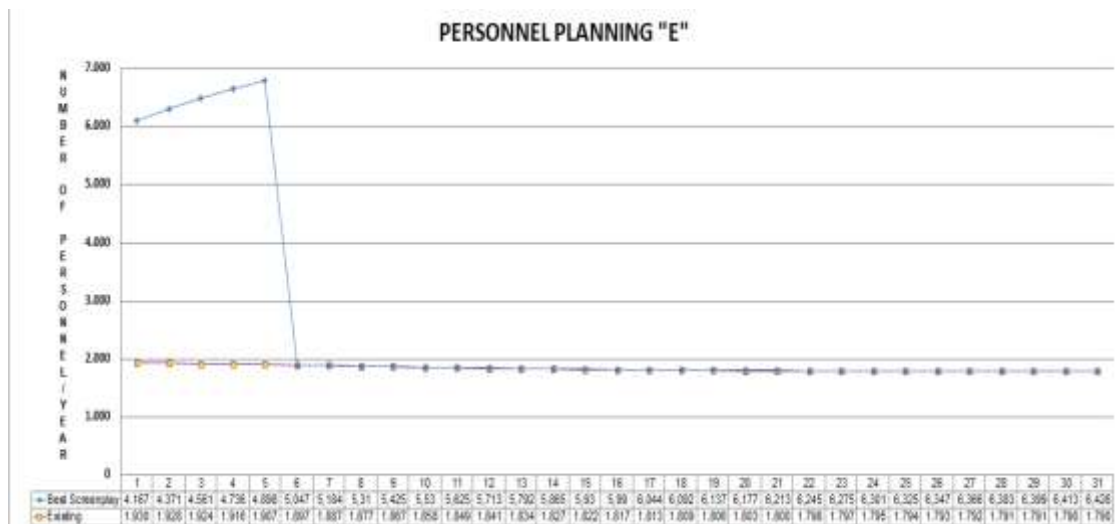 PERSONNEL PLANNING "E"
NUMBER OF PERSONNEL/YEAR
7.000
6.000
5.000
4.000
3.000
2.000
1.000
0
1 2 3 4 5 6 7 8 9 10 11 12 13 14 15 16 17 18 19 20 21 22 23 24 25 26 27 28 29 30 31
Best Screenplay 4.167 4.371 4.561 4.736 4.898 5,047 5,184 5,31 5,425 5,53 5,625 5,713 5,792 5,865 5,93 5,99 6,044 6,092 6,137 6,177 6,213 6,245 6,275 6,301 6,325 6,347 6,366 6,383 6,399 6,413 6,426
Existing 1.930 1.928 1.924 1.916 1.907 1.897 1.887 1.877 1.867 1.858 1.849 1.841 1.834 1.827 1.822 1.817 1.813 1.809 1.806 1.803 1.800 1.798 1.797 1.795 1.794 1.793 1.792 1.791 1.791